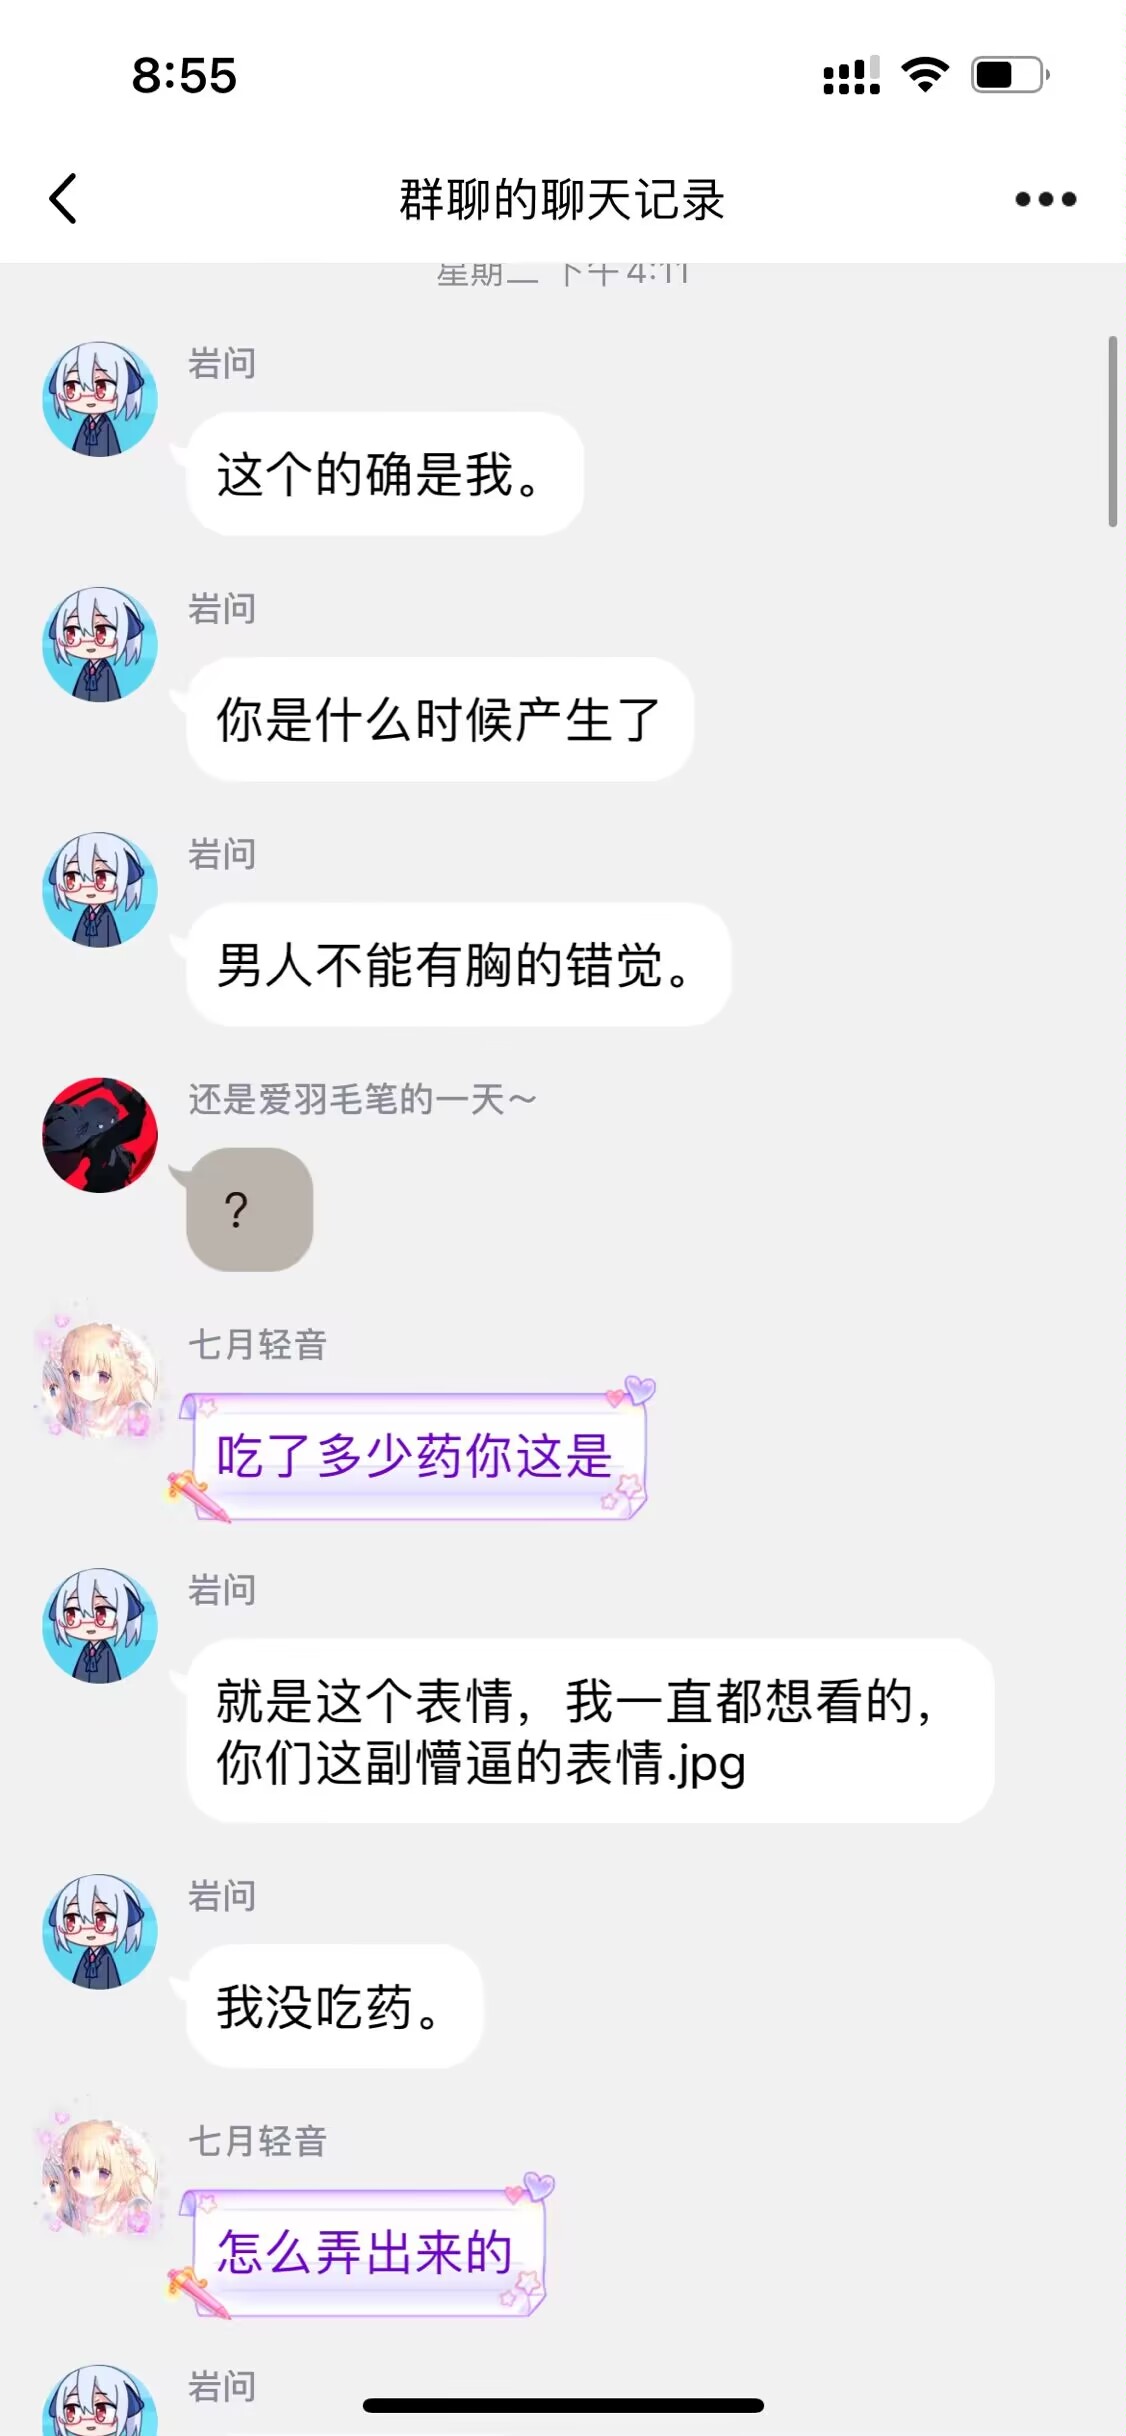 8:55
群聊的聊天记录
星期二 下午4:11
岩问
这个的确是我。
岩问
你是什么时候产生了
岩问
男人不能有胸的错觉。
还是爱羽毛笔的一天～
？
七月轻音
吃了多少药你这是
岩问
就是这个表情，我一直都想看的，
你们这副懵逼的表情.jpg
岩问
我没吃药。
七月轻音
怎么弄出来的
岩问